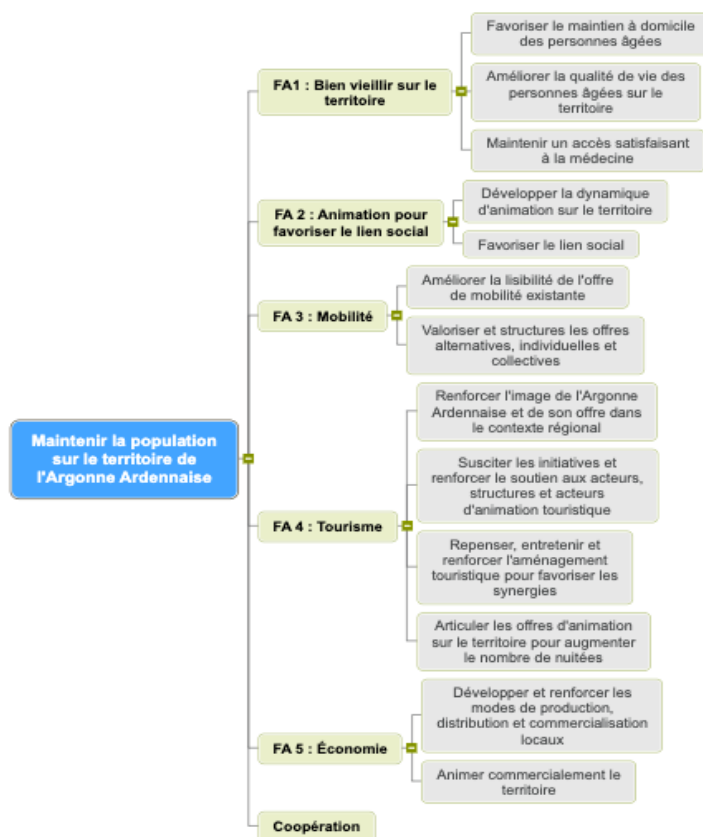 Maintenir la population
sur le territoire de
l'Argonne Ardennaise
FA1 : Bien vieillir sur le
territoire
Favoriser le maintien à domicile
des personnes âgées
Améliorer la qualité de vie des
personnes âgées sur le
territoire
Maintenir un accès satisfaisant
à la médecine
FA 2 : Animation pour
favoriser le lien social
Développer la dynamique
d'animation sur le territoire
Favoriser le lien social
FA 3 : Mobilité
Améliorer la lisibilité de l'offre
de mobilité existante
Valoriser et structures les offres
alternatives, individuelles et
collectives
FA 4 : Tourisme
Renforcer l'image de l'Argonne
Ardennaise et de son offre dans
le contexte régional
Susciter les initiatives et
renforcer le soutien aux acteurs,
structures et acteurs
d'animation touristique
Repenser, entretenir et
renforcer l'aménagement
touristique pour favoriser les
synergies
Articuler les offres d'animation
sur le territoire pour augmenter
le nombre de nuitées
FA 5 : Économie
Développer et renforcer les
modes de production,
distribution et commercialisation
locaux
Animer commercialement le
territoire
Coopération